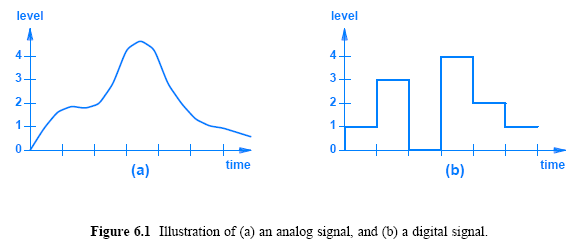 level
4
3
2
1
0
time
(a)
level
4
3
2
1
0
time
(b)
Figure 6.1 Illustration of (a) an analog signal, and (b) a digital signal.